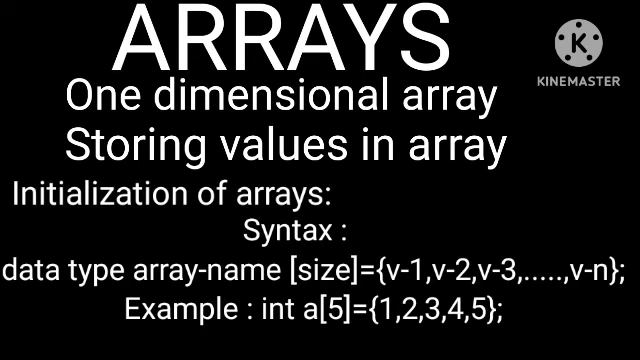 ARRAYS
K
KINEMASTER
One dimensional array
Storing values in array
Initialization of arrays:
Syntax :
data type array-name [size]={v-1,v-2,v-3,.....,v-n};
Example : int a[5]={1,2,3,4,5};